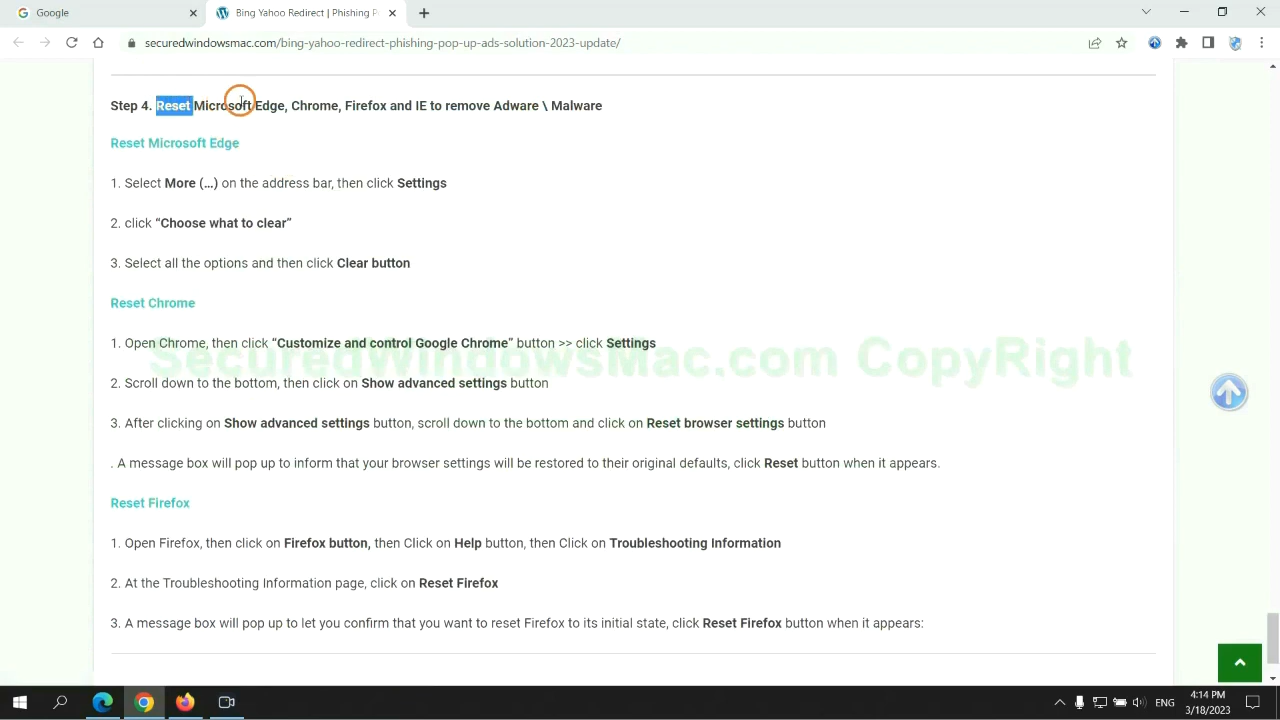 Google
Bing Yahoo Redirect | Phishing P
securedwindowsmac.com/bing-yahoo-redirect-phishing-pop-up-ads-solution-2023-update/
Step 4. Reset Microsoft Edge, Chrome, Firefox and IE to remove Adware \ Malware
Reset Microsoft Edge
1. Select More (…) on the address bar, then click Settings
2. click “Choose what to clear”
3. Select all the options and then click Clear button
Reset Chrome
1. Open Chrome, then click “Customize and control Google Chrome” button >> click Settings
SecuredWindowsMac.com CopyRight
2. Scroll down to the bottom, then click on Show advanced settings button
3. After clicking on Show advanced settings button, scroll down to the bottom and click on Reset browser settings button
. A message box will pop up to inform that your browser settings will be restored to their original defaults, click Reset button when it appears.
Reset Firefox
1. Open Firefox, then click on Firefox button, then Click on Help button, then Click on Troubleshooting Information
2. At the Troubleshooting Information page, click on Reset Firefox
3. A message box will pop up to let you confirm that you want to reset Firefox to its initial state, click Reset Firefox button when it appears:
ENG
4:14 PM
3/18/2023